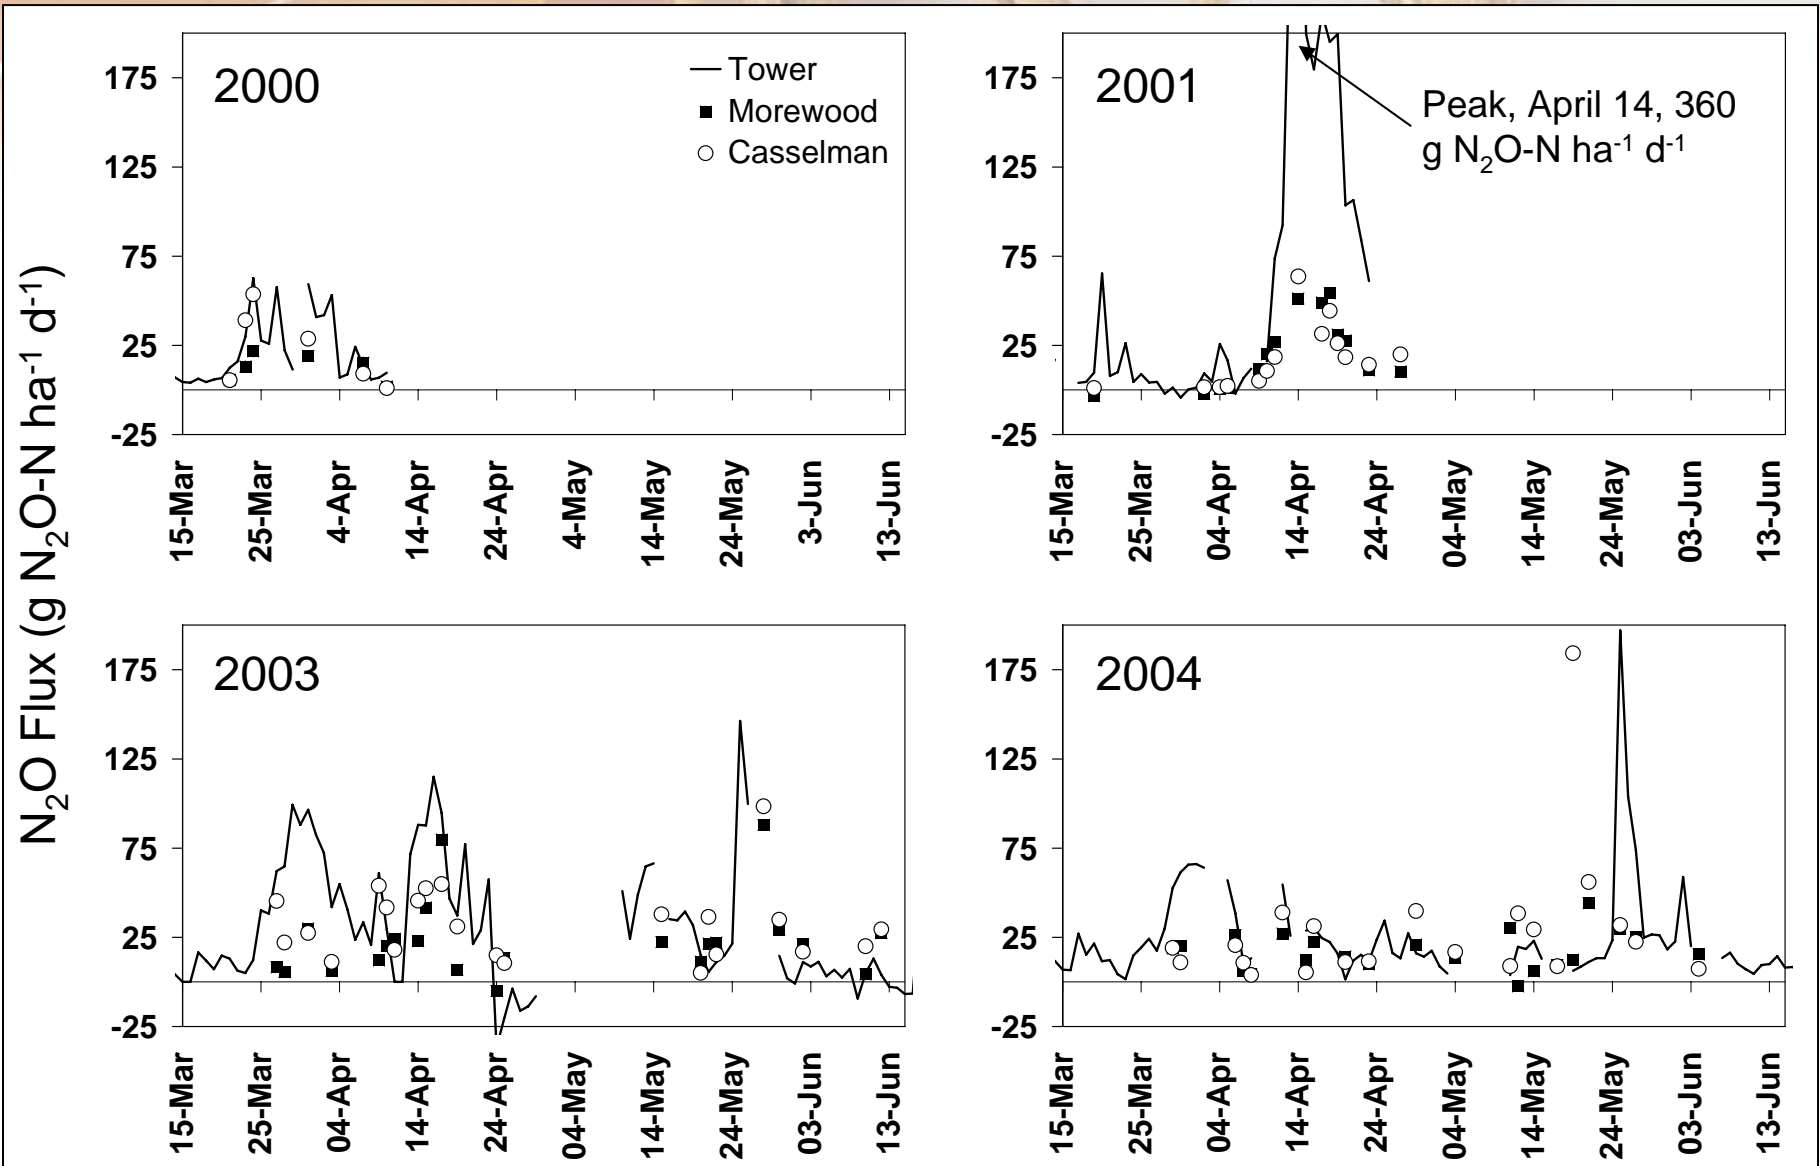 N2O Flux (g N2O-N ha-1 d-1)
2000
Tower
Morewood
Casselman
175
125
75
25
-25
15-Mar
25-Mar
4-Apr
14-Apr
24-Apr
4-May
14-May
24-May
3-Jun
13-Jun
2001
Peak, April 14, 360
g N2O-N ha-1 d-1
175
125
75
25
-25
15-Mar
25-Mar
04-Apr
14-Apr
24-Apr
04-May
14-May
24-May
03-Jun
13-Jun
2003
175
125
75
25
-25
15-Mar
25-Mar
04-Apr
14-Apr
24-Apr
04-May
14-May
24-May
03-Jun
13-Jun
2004
175
125
75
25
-25
15-Mar
25-Mar
04-Apr
14-Apr
24-Apr
04-May
14-May
24-May
03-Jun
13-Jun